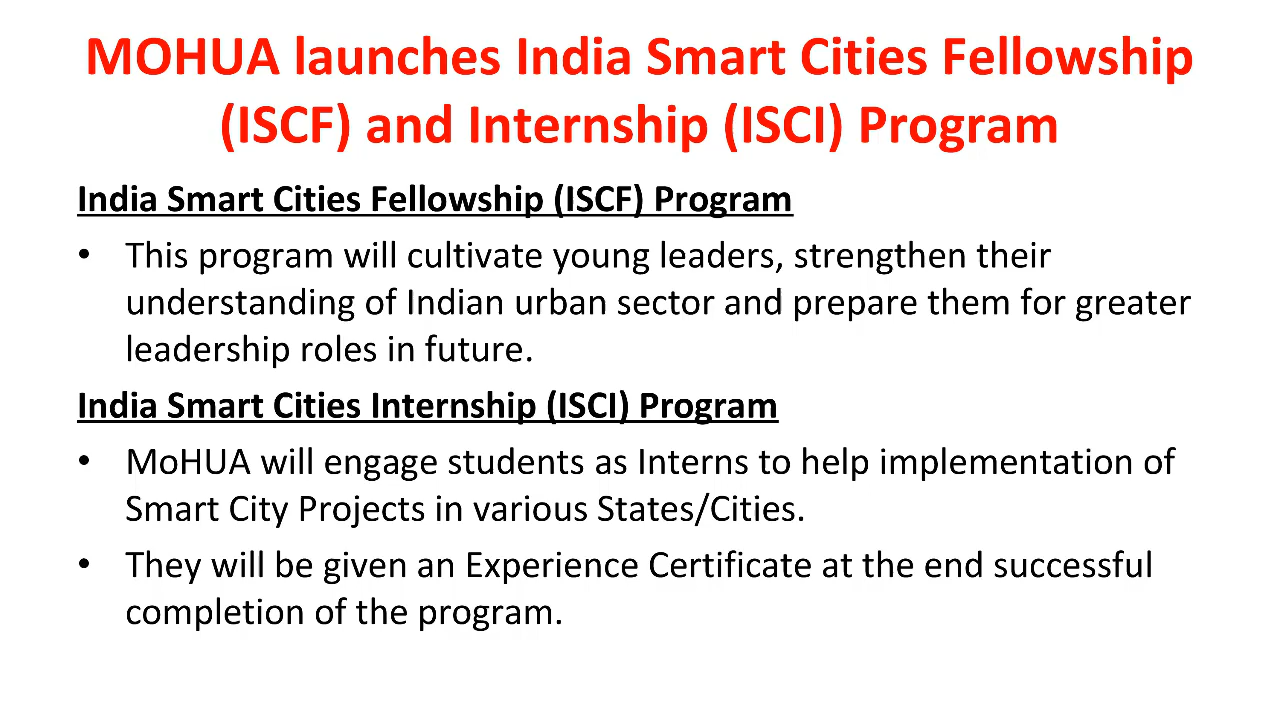 MOHUA launches India Smart Cities Fellowship
(ISCF) and Internship (ISCI) Program
India Smart Cities Fellowship (ISCF) Program
• This program will cultivate young leaders, strengthen their
understanding of Indian urban sector and prepare them for greater
leadership roles in future.
India Smart Cities Internship (ISCI) Program
• MoHUA will engage students as Interns to help implementation of
Smart City Projects in various States/Cities.
• They will be given an Experience Certificate at the end successful
completion of the program.